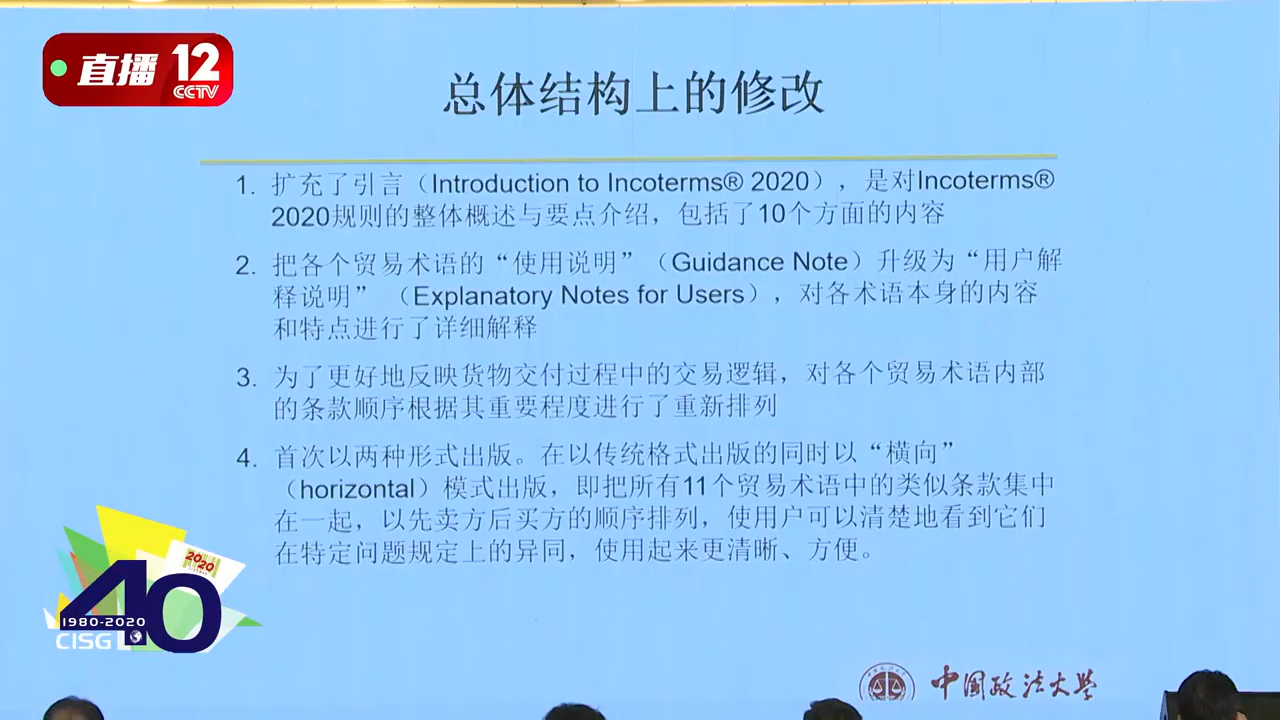 直播 12
CCTV
总体结构上的修改
1. 扩充了引言（Introduction to Incoterms® 2020），是对Incoterms®
2020规则的整体概述与要点介绍，包括了10个方面的内容
2. 把各个贸易术语的“使用说明”（Guidance Note）升级为“用户解
释说明”（Explanatory Notes for Users），对各术语本身的内容
和特点进行了详细解释
3. 为了更好地反映货物交付过程中的交易逻辑，对各个贸易术语内部
的条款顺序根据其重要程度进行了重新排列
4. 首次以两种形式出版。在以传统格式出版的同时以“横向”
（horizontal）模式出版，即把所有11个贸易术语中的类似条款集中
在一起，以先卖方后买方的顺序排列，使用户可以清楚地看到它们
在特定问题规定上的异同，使用起来更清晰、方便。
2020
40
1980-2020
CISG
中国政法大学